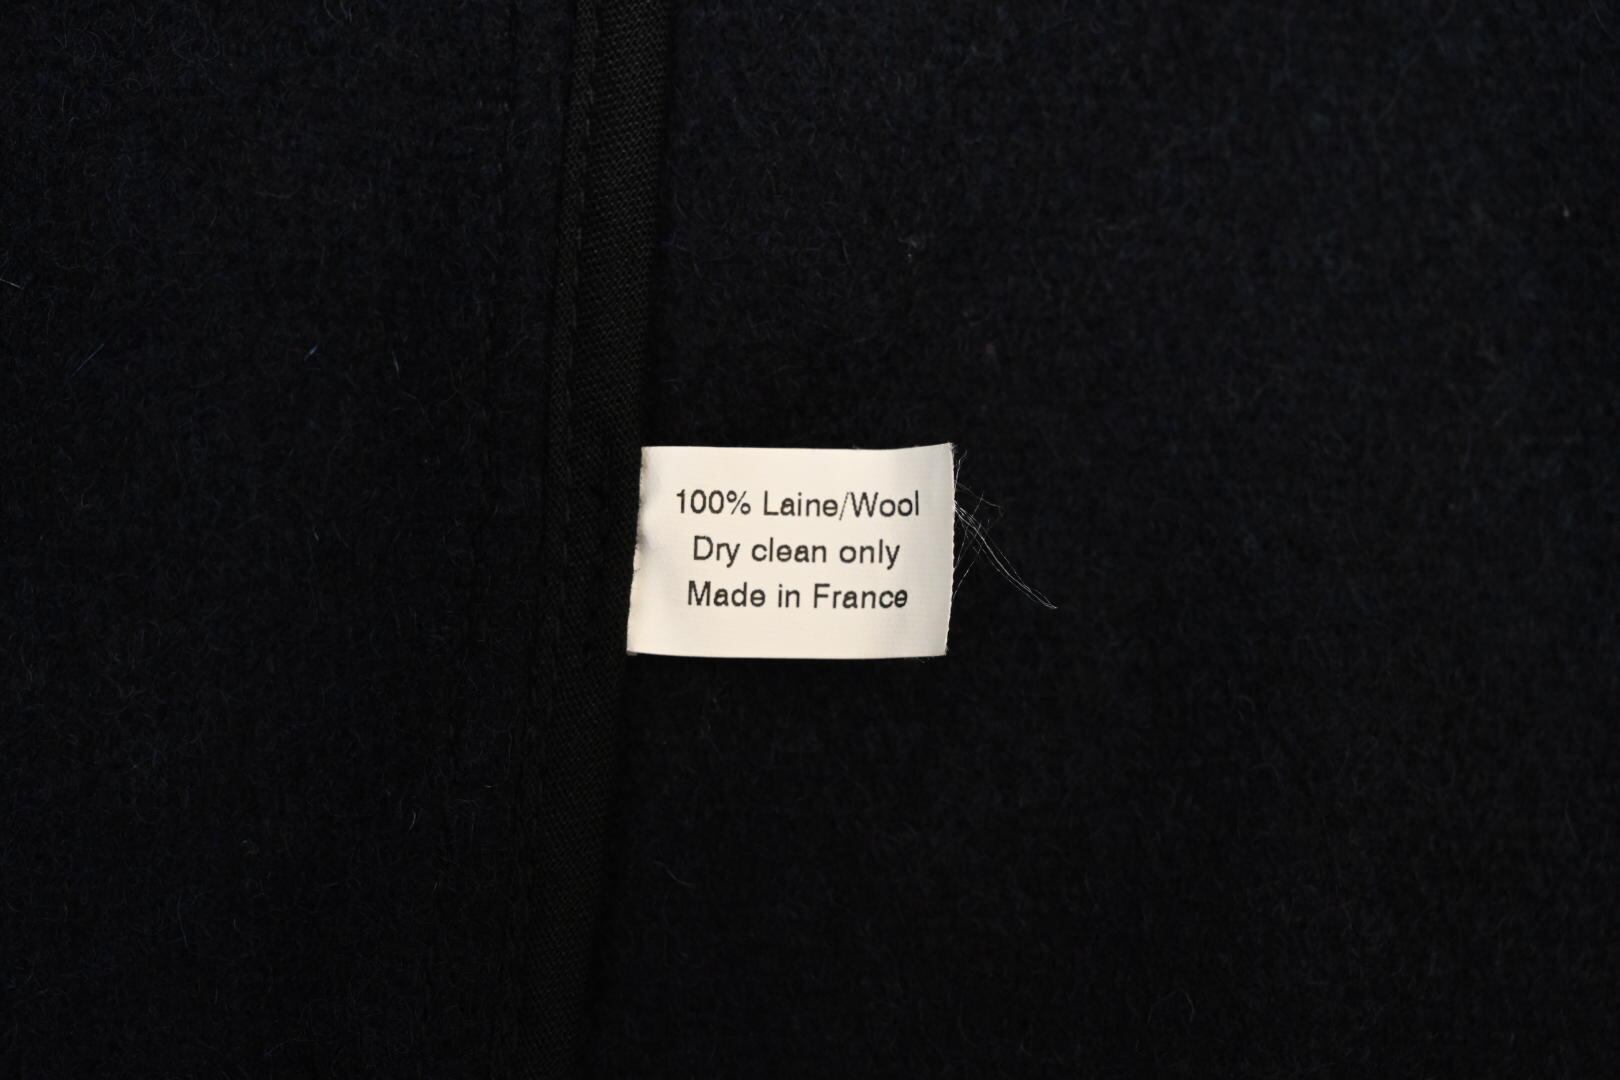 100% Laine/Wool
Dry clean only
Made in France